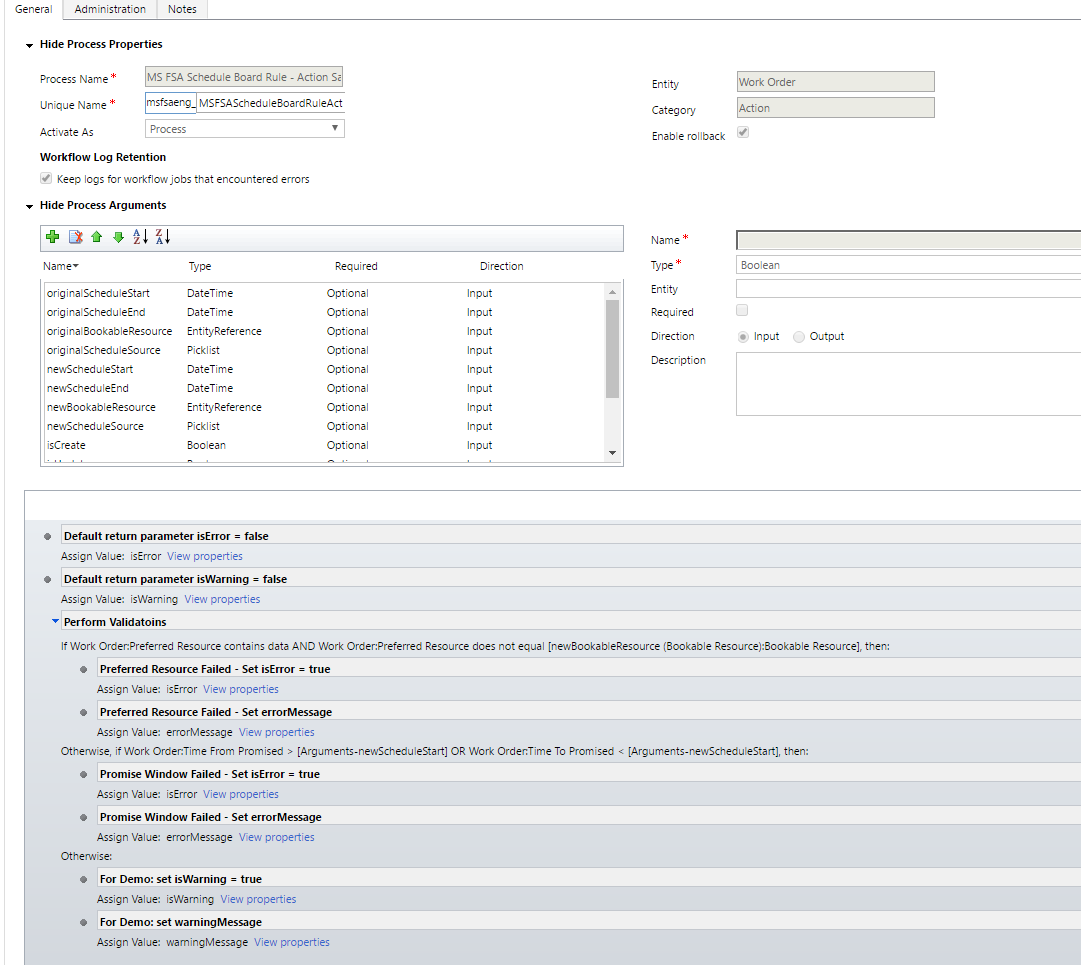 General Administration Notes
Hide Process Properties
Process Name * MS FSA Schedule Board Rule - Action Sa
Unique Name * msfsaeng_ MSFSAScheduleBoardRuleAct
Activate As Process
Entity Work Order
Category Action
Enable rollback
Workflow Log Retention
Keep logs for workflow jobs that encountered errors
Hide Process Arguments
Name Type Required Direction
originalScheduleStart DateTime Optional Input
originalScheduleEnd DateTime Optional Input
originalBookableResource EntityReference Optional Input
originalScheduleSource Picklist Optional Input
newScheduleStart DateTime Optional Input
newScheduleEnd DateTime Optional Input
newBookableResource EntityReference Optional Input
newScheduleSource Picklist Optional Input
isCreate Boolean Optional Input
Name *
Type * Boolean
Entity
Required
Direction Input Output
Description
Default return parameter isError = false
Assign Value: isError View properties
Default return parameter isWarning = false
Assign Value: isWarning View properties
Perform Validatoins
If Work Order:Preferred Resource contains data AND Work Order:Preferred Resource does not equal [newBookableResource (Bookable Resource):Bookable Resource], then:
Preferred Resource Failed - Set isError = true
Assign Value: isError View properties
Preferred Resource Failed - Set errorMessage
Assign Value: errorMessage View properties
Otherwise, if Work Order:Time From Promised > [Arguments-newScheduleStart] OR Work Order:Time To Promised < [Arguments-newScheduleStart], then:
Promise Window Failed - Set isError = true
Assign Value: isError View properties
Promise Window Failed - Set errorMessage
Assign Value: errorMessage View properties
Otherwise:
For Demo: set isWarning = true
Assign Value: isWarning View properties
For Demo: set warningMessage
Assign Value: warningMessage View properties